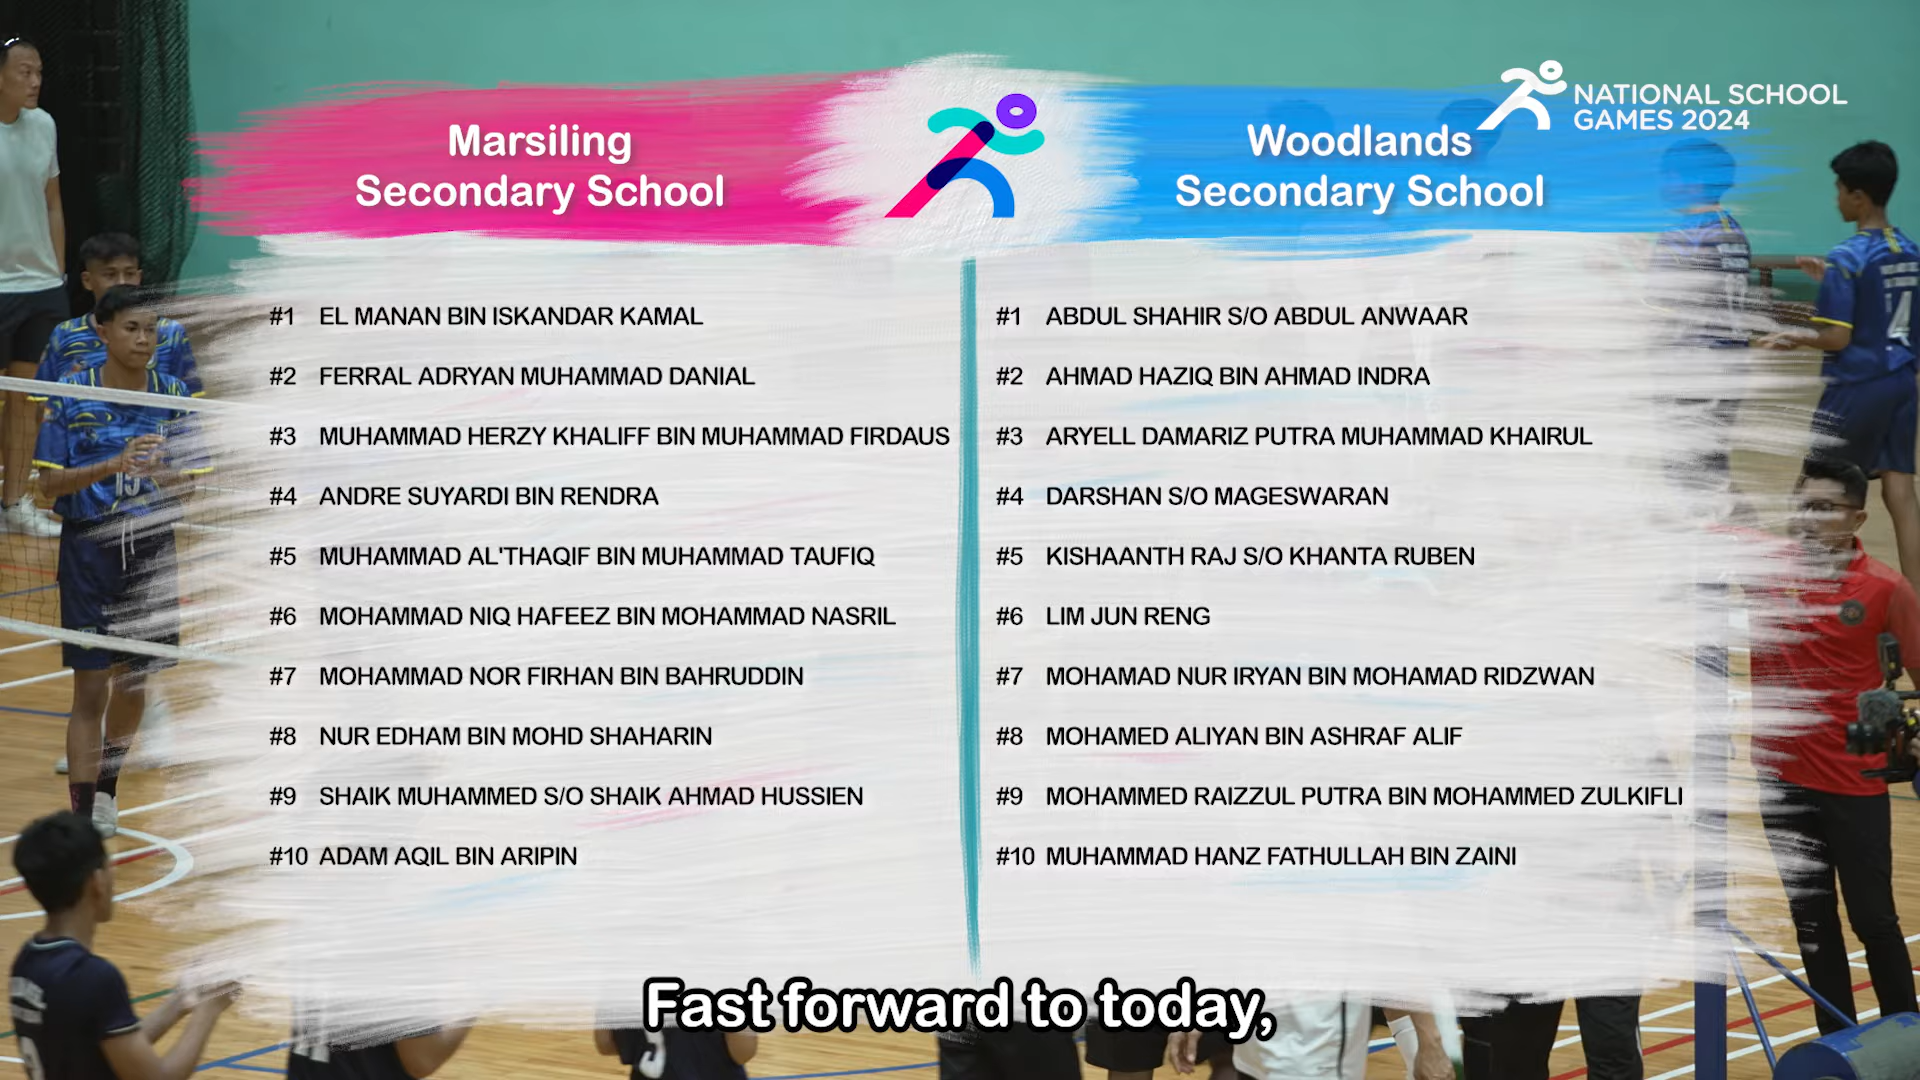 NATIONAL SCHOOL
GAMES 2024
Marsiling
Secondary School
Woodlands
Secondary School
#1 EL MANAN BIN ISKANDAR KAMAL
#2 FERRAL ADRYAN MUHAMMAD DANIAL
#3 MUHAMMAD HERZY KHALIFF BIN MUHAMMAD FIRDAUS
#4 ANDRE SUYARDI BIN RENDRA
#5 MUHAMMAD AL'THAQIF BIN MUHAMMAD TAUFIQ
#6 MOHAMMAD NIQ HAFEEZ BIN MOHAMMAD NASRIL
#7 MOHAMMAD NOR FIRHAN BIN BAHRUDDIN
#8 NUR EDHAM BIN MOHD SHAHARIN
#9 SHAIK MUHAMMED S/O SHAIK AHMAD HUSSIEN
#10 ADAM AQIL BIN ARIPIN
#1 ABDUL SHAHIR S/O ABDUL ANWAAR
#2 AHMAD HAZIQ BIN AHMAD INDRA
#3 ARYELL DAMARIZ PUTRA MUHAMMAD KHAIRUL
#4 DARSHAN S/O MAGESWARAN
#5 KISHAANTH RAJ S/O KHANTA RUBEN
#6 LIM JUN RENG
#7 MOHAMAD NUR IRYAN BIN MOHAMAD RIDZWAN
#8 MOHAMED ALIYAN BIN ASHRAF ALIF
#9 MOHAMMED RAIZZUL PUTRA BIN MOHAMMED ZULKIFLI
#10 MUHAMMAD HANZ FATHULLAH BIN ZAINI
4
13
Fast forward to today,